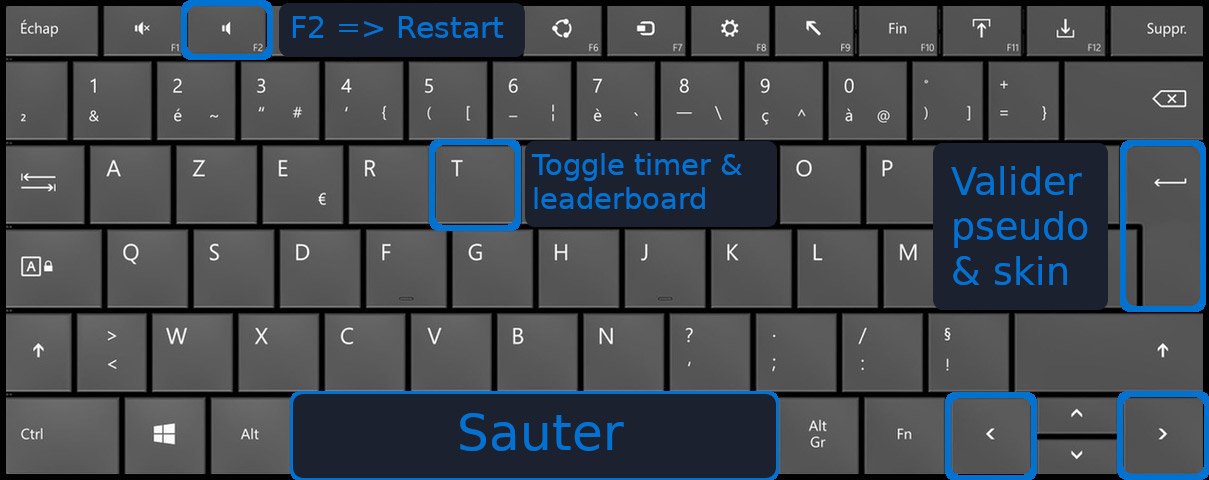 Échap F1 F2 F2 => Restart F6 F7 F8 F9 Fin F10 F11 F12 Suppr.
² 1 & 2 é ~ 3 " # 4 ' { 5 ( [ 6 _ ¦ 7 è ` 8 — \ 9 ç ^ 0 à @ ° ) ] + = }
A Z E € R T Toggle timer &
leaderboard
O P
Valider
pseudo
& skin
A Q S D F G H J K L M
> < W X C V B N ? , . ; / : § !
Ctrl Alt Sauter Alt
Gr
Fn < >